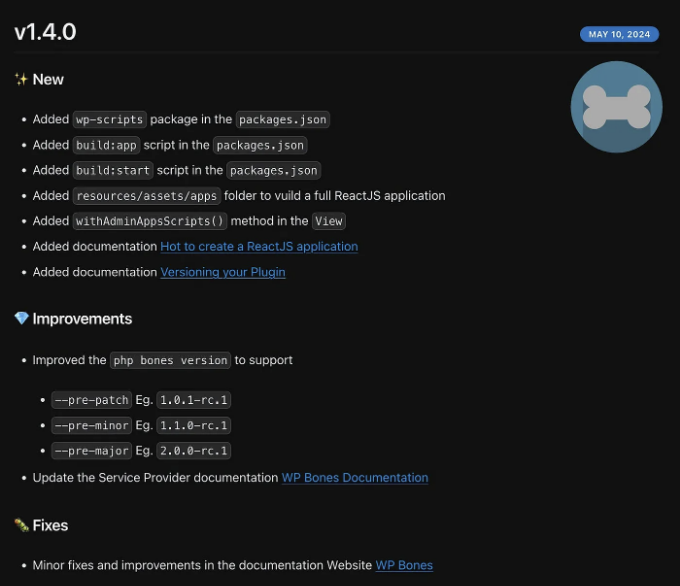 v1.4.0
MAY 10, 2024
✨ New
• Added wp-scripts package in the packages.json
• Added build:app script in the packages.json
• Added build:start script in the packages.json
• Added resources/assets/apps folder to vuild a full ReactJS application
• Added withAdminAppsScripts() method in the View
• Added documentation Hot to create a ReactJS application
• Added documentation Versioning your Plugin
💎 Improvements
• Improved the php bones version to support
• --pre-patch Eg. 1.0.1-rc.1
• --pre-minor Eg. 1.1.0-rc.1
• --pre-major Eg. 2.0.0-rc.1
• Update the Service Provider documentation WP Bones Documentation
🐛 Fixes
• Minor fixes and improvements in the documentation Website WP Bones